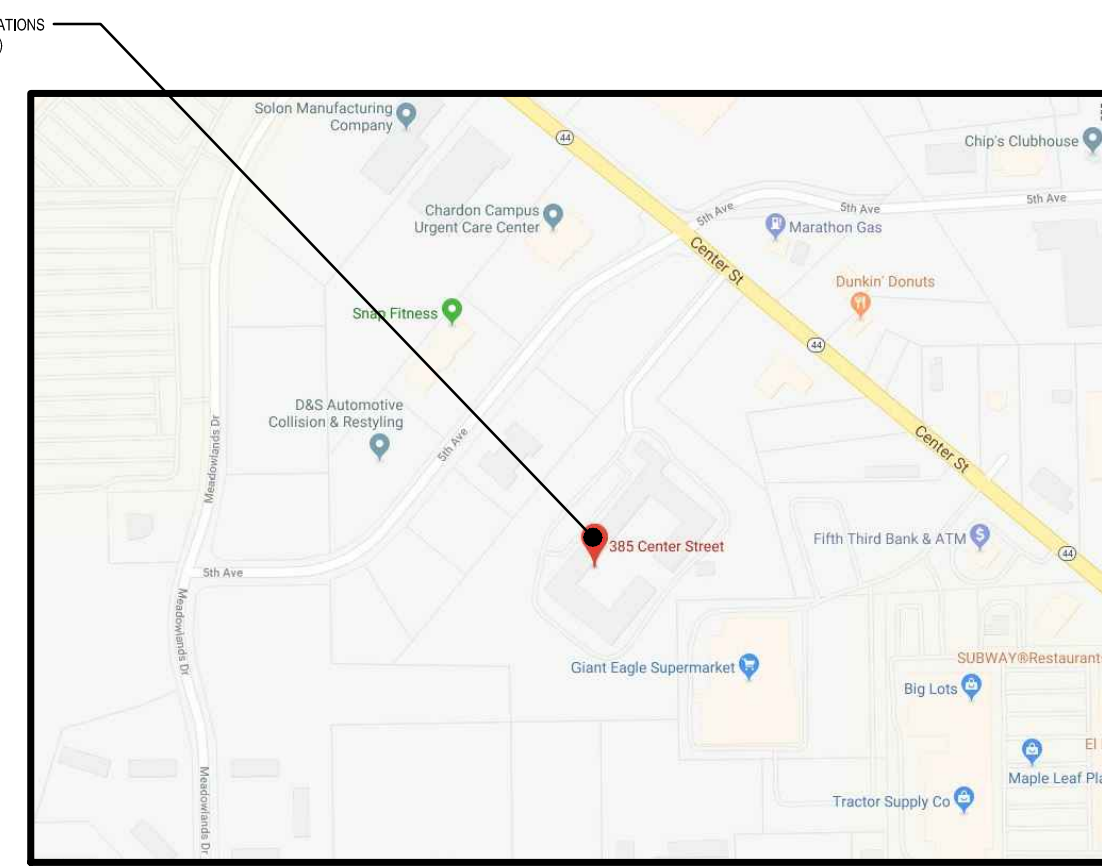 Solon Manufacturing
Company
44
Chip's Clubhouse
Chardon Campus
Urgent Care Center
5th Ave
5th Ave
5th Ave
Marathon Gas
Center St
Dunkin' Donuts
Snap Fitness
44
D&S Automotive
Collision & Restyling
Meadowlands Dr
5th Ave
Center St
385 Center Street
Fifth Third Bank & ATM
44
5th Ave
Meadowlands Dr
Giant Eagle Supermarket
SUBWAY®Restaurants
Big Lots
El
Maple Leaf
Meadowlands Dr
Tractor Supply Co